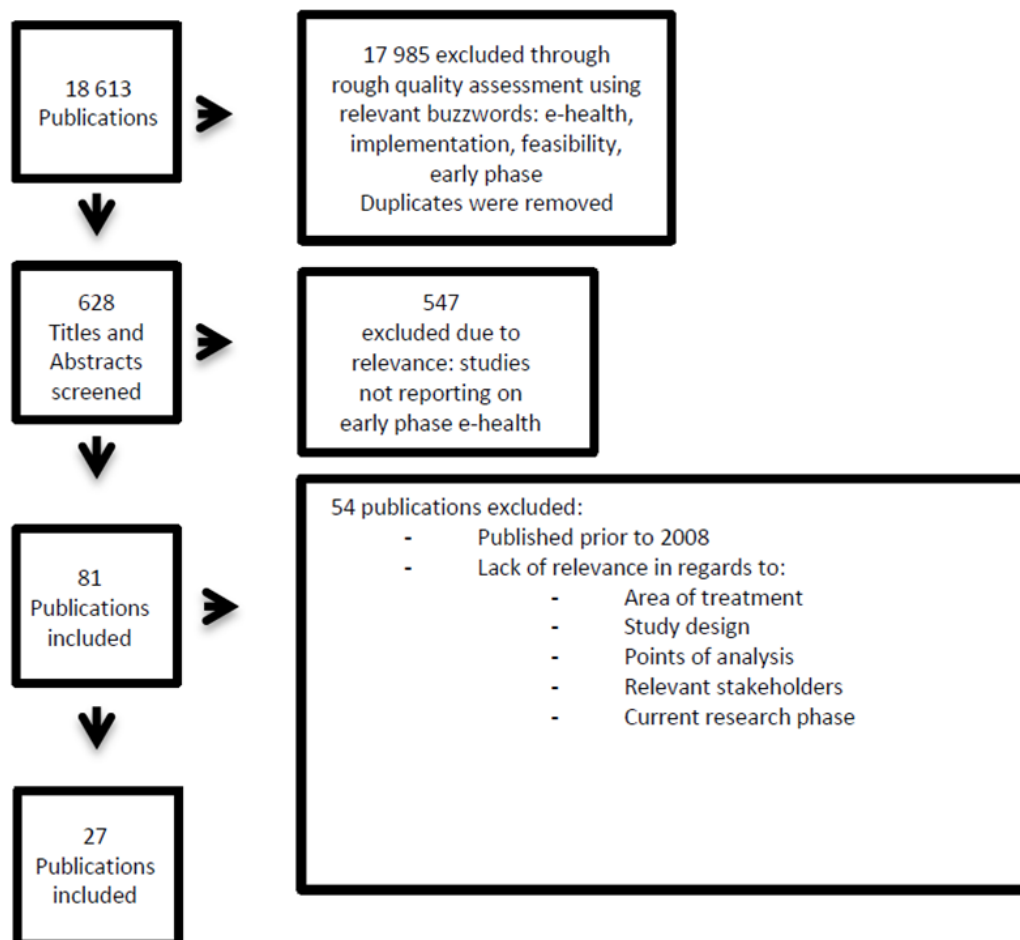 18 613
Publications
17 985 excluded through
rough quality assessment using
relevant buzzwords: e-health,
implementation, feasibility,
early phase
Duplicates were removed
628
Titles and
Abstracts
screened
547
excluded due to
relevance: studies
not reporting on
early phase e-health
81
Publications
included
54 publications excluded:
- Published prior to 2008
- Lack of relevance in regards to:
- Area of treatment
- Study design
- Points of analysis
- Relevant stakeholders
- Current research phase
27
Publications
included